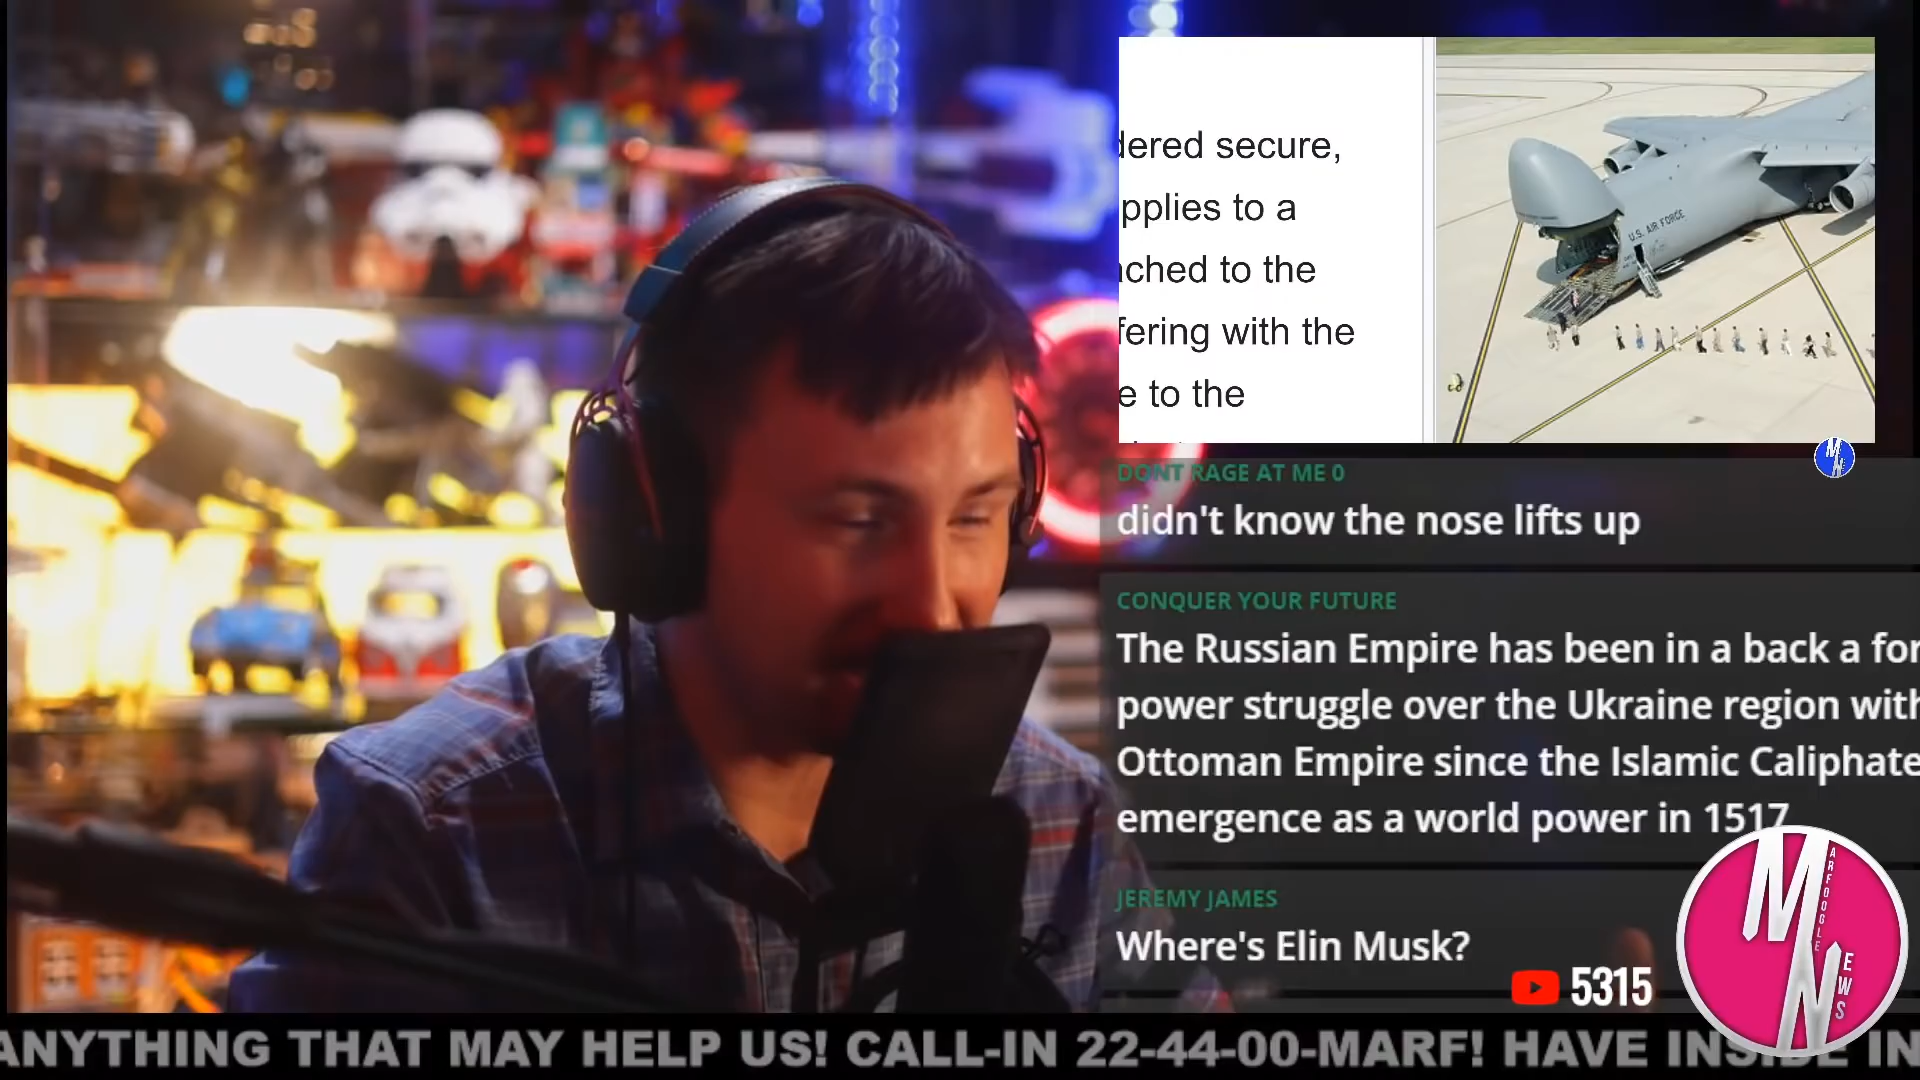 dered secure,
pplies to a
ched to the
fering with the
e to the
U.S. AIR FORCE
DONT RAGE AT ME 0
didn't know the nose lifts up
CONQUER YOUR FUTURE
The Russian Empire has been in a back a for
power struggle over the Ukraine region with
Ottoman Empire since the Islamic Caliphate
emergence as a world power in 1517
JEREMY JAMES
Where's Elin Musk?
5315
MN
MARFOOGLE
NEWS
ANYTHING THAT MAY HELP US! CALL-IN 22-44-00-MARF! HAVE INSIDE IN